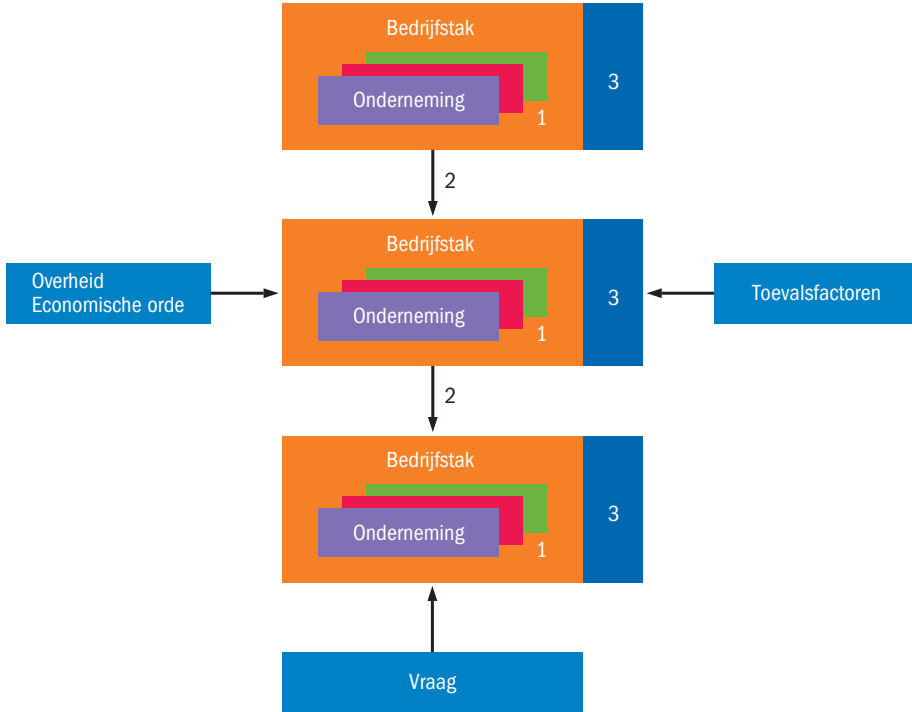 Bedrijfstak
Onderneming
1
3
2
Overheid
Economische orde
Bedrijfstak
Onderneming
1
3
Toevalsfactoren
2
Bedrijfstak
Onderneming
1
3
Vraag